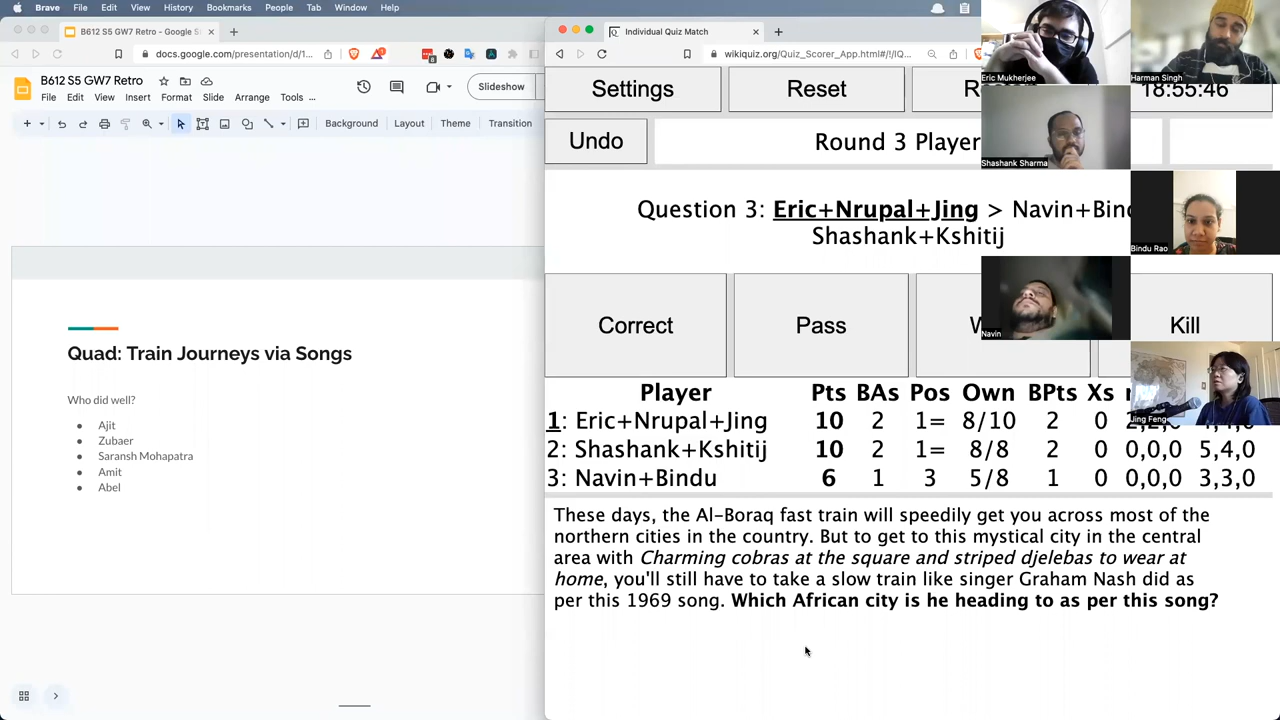 Brave File Edit View History Bookmarks Profiles Tab Window Help
B612 S5 GW7 Retro - Google S
docs.google.com/presentation/d/1...
B612 S5 GW7 Retro
File Edit View Insert Format Slide Arrange Tools ...
Slideshow
Background Layout Theme Transition
Quad: Train Journeys via Songs
Who did well?
Ajit
Zubaer
Saransh Mohapatra
Amit
Abel
Individual Quiz Match
wikiquiz.org/Quiz_Scorer_App.html#/!/IQ...
Settings Reset 18:55:46
Undo Round 3 Player
Question 3: Eric+Nrupal+Jing > Navin+Bind
Shashank+Kshitij
Correct Pass Kill
Player Pts BAs Pos Own BPts Xs
1: Eric+Nrupal+Jing 10 2 1= 8/10 2 0
2: Shashank+Kshitij 10 2 1= 8/8 2 0 0,0,0 5,4,0
3: Navin+Bindu 6 1 3 5/8 1 0 0,0,0 3,3,0
These days, the Al-Boraq fast train will speedily get you across most of the
northern cities in the country. But to get to this mystical city in the central
area with Charming cobras at the square and striped djelebas to wear at
home, you'll still have to take a slow train like singer Graham Nash did as
per this 1969 song. Which African city is he heading to as per this song?
Eric Mukherjee
Harman Singh
Shashank Sharma
Bindu Rao
Navin
Jing Feng